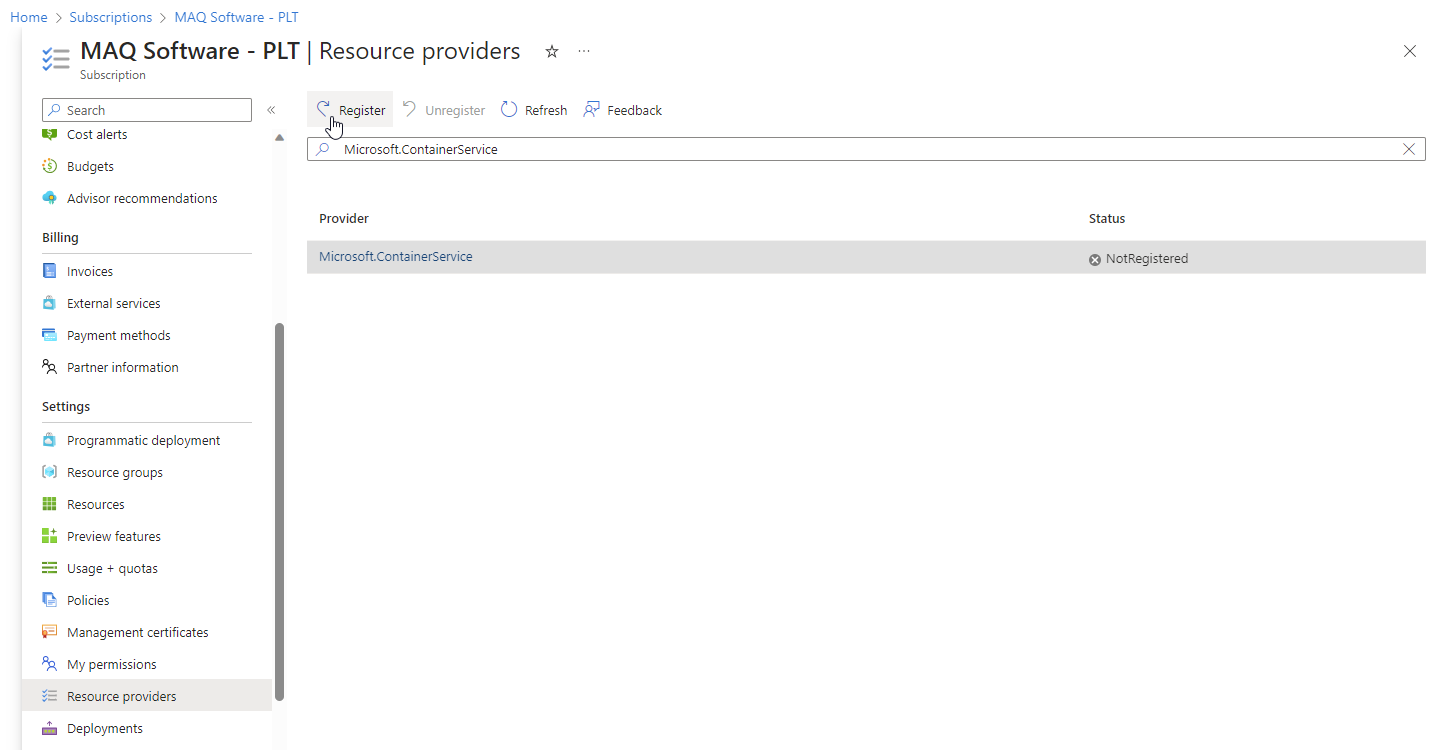 Home > Subscriptions > MAQ Software - PLT
MAQ Software - PLT | Resource providers ☆ ...
Subscription
Search «
Cost alerts
Budgets
Advisor recommendations
Billing
Invoices
External services
Payment methods
Partner information
Settings
Programmatic deployment
Resource groups
Resources
Preview features
Usage + quotas
Policies
Management certificates
My permissions
Resource providers
Deployments
Register Unregister Refresh Feedback
Microsoft.ContainerService
Provider Status
Microsoft.ContainerService NotRegistered